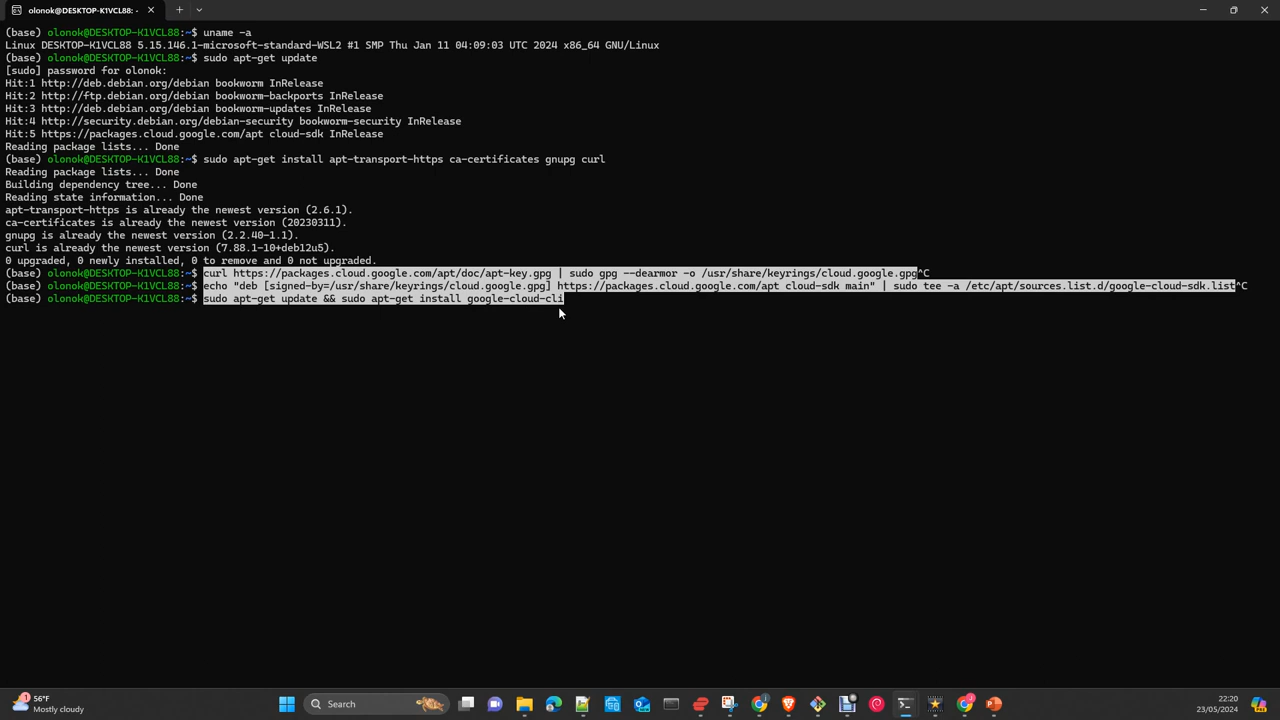 olonok@DESKTOP-K1VCL88: ~
(base) olonok@DESKTOP-K1VCL88:~$ uname -a
Linux DESKTOP-K1VCL88 5.15.146.1-microsoft-standard-WSL2 #1 SMP Thu Jan 11 04:09:03 UTC 2024 x86_64 GNU/Linux
(base) olonok@DESKTOP-K1VCL88:~$ sudo apt-get update
[sudo] password for olonok:
Hit:1 http://deb.debian.org/debian bookworm InRelease
Hit:2 http://ftp.debian.org/debian bookworm-backports InRelease
Hit:3 http://deb.debian.org/debian bookworm-updates InRelease
Hit:4 http://security.debian.org/debian-security bookworm-security InRelease
Hit:5 https://packages.cloud.google.com/apt cloud-sdk InRelease
Reading package lists... Done
(base) olonok@DESKTOP-K1VCL88:~$ sudo apt-get install apt-transport-https ca-certificates gnupg curl
Reading package lists... Done
Building dependency tree... Done
Reading state information... Done
apt-transport-https is already the newest version (2.6.1).
ca-certificates is already the newest version (20230311).
gnupg is already the newest version (2.2.40-1.1).
curl is already the newest version (7.88.1-10+deb12u5).
0 upgraded, 0 newly installed, 0 to remove and 0 not upgraded.
(base) olonok@DESKTOP-K1VCL88:~$ curl https://packages.cloud.google.com/apt/doc/apt-key.gpg | sudo gpg --dearmor -o /usr/share/keyrings/cloud.google.gpg^C
(base) olonok@DESKTOP-K1VCL88:~$ echo "deb [signed-by=/usr/share/keyrings/cloud.google.gpg] https://packages.cloud.google.com/apt cloud-sdk main" | sudo tee -a /etc/apt/sources.list.d/google-cloud-sdk.list^C
(base) olonok@DESKTOP-K1VCL88:~$ sudo apt-get update && sudo apt-get install google-cloud-cli
1
56°F
Mostly cloudy
Search
22:20
23/05/2024